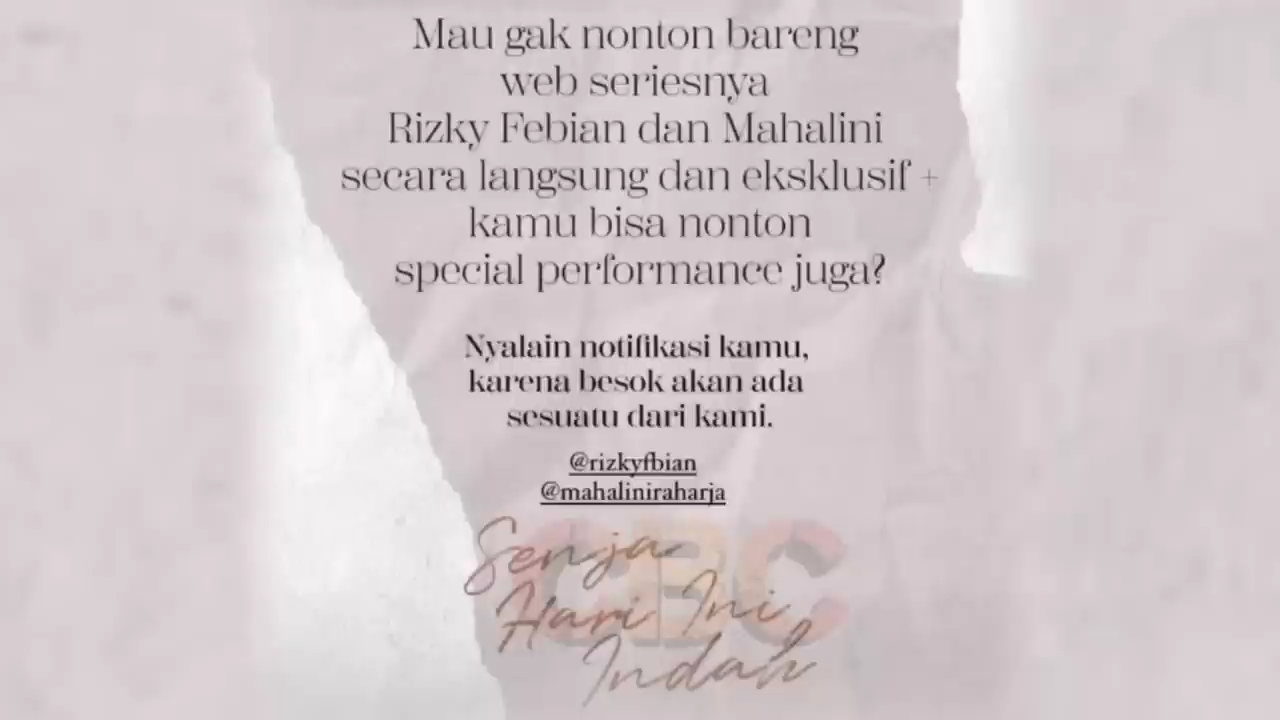 Mau gak nonton bareng
web seriesnya
Rizky Febian dan Mahalini
secara langsung dan eksklusif +
kamu bisa nonton
special performance juga?
Nyalain notifikasi kamu,
karena besok akan ada
sesuatu dari kami.
@rizkyfbian
@mahaliniraharja
Senja
Hari Ini
Indah
CBC